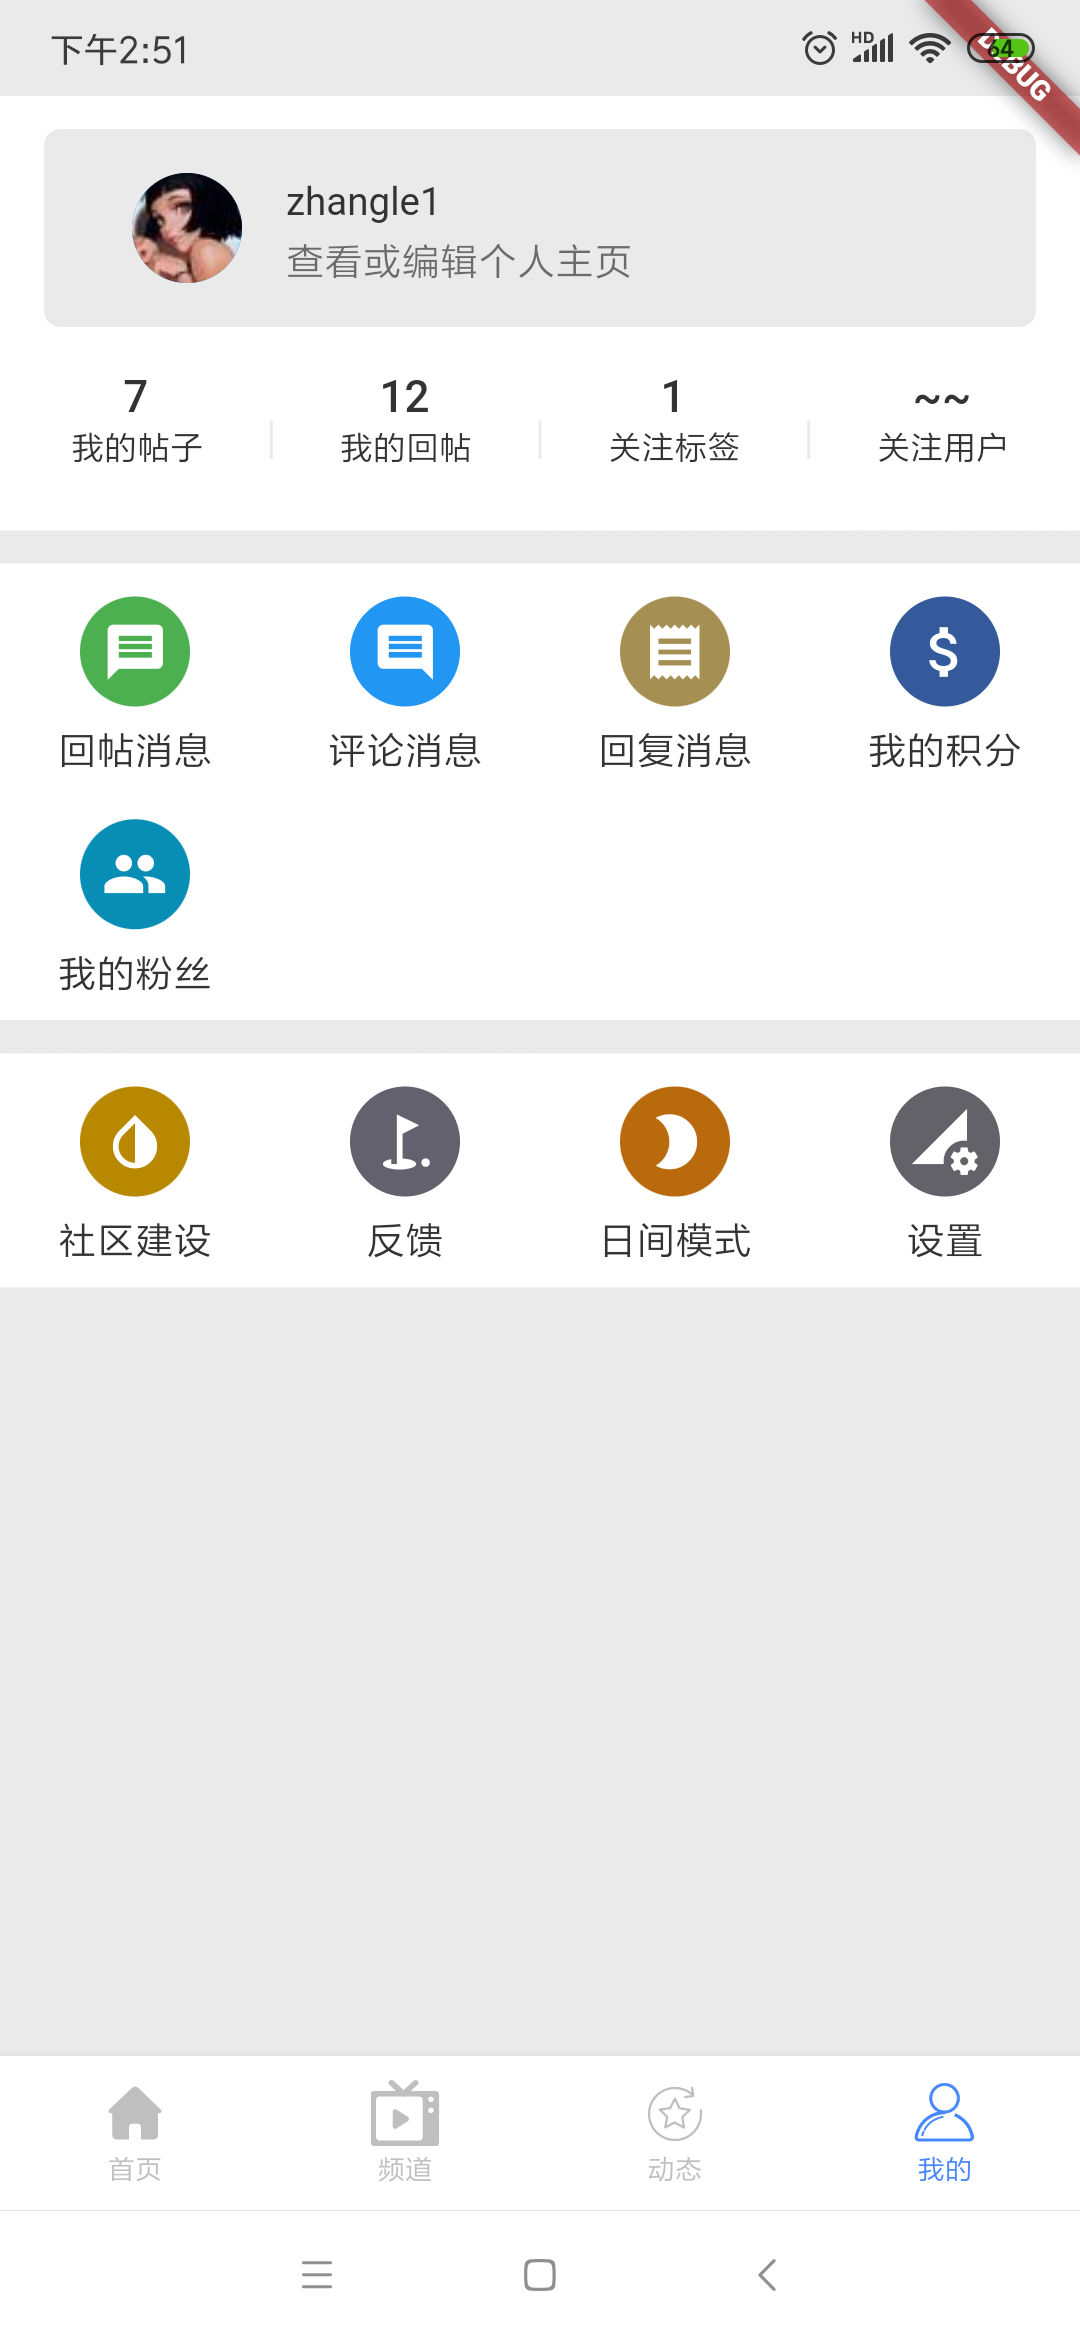 下午2:51
HD
64
DEBUG
zhangle1
查看或编辑个人主页
7
12
1
~~
我的帖子
我的回帖
关注标签
关注用户
回帖消息
评论消息
回复消息
我的积分
我的粉丝
社区建设
反馈
日间模式
设置
首页
频道
动态
我的